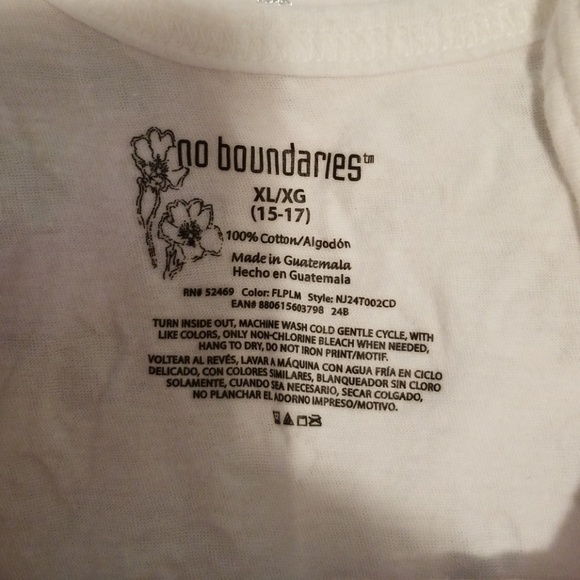 no boundaries™
XL/XG
(15-17)
100% Cotton/Algodón
Made in Guatemala
Hecho en Guatemala
RN# 52469 Color: FLPLM Style: NJ24T002CD
EAN# 880615603798 24B
TURN INSIDE OUT, MACHINE WASH COLD GENTLE CYCLE, WITH
LIKE COLORS, ONLY NON-CHLORINE BLEACH WHEN NEEDED,
HANG TO DRY, DO NOT IRON PRINT/MOTIF.
VOLTEAR AL REVÉS, LAVAR A MÁQUINA CON AGUA FRÍA EN CICLO
DELICADO, CON COLORES SIMILARES, BLANQUEADOR SIN CLORO
SOLAMENTE, CUANDO SEA NECESARIO, SECAR COLGADO,
NO PLANCHAR EL ADORNO IMPRESO/MOTIVO.